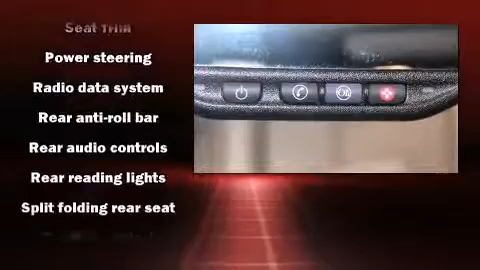 Seat trim
Power steering
Radio data system
Rear anti-roll bar
Rear audio controls
Rear reading lights
Split folding rear seat
On